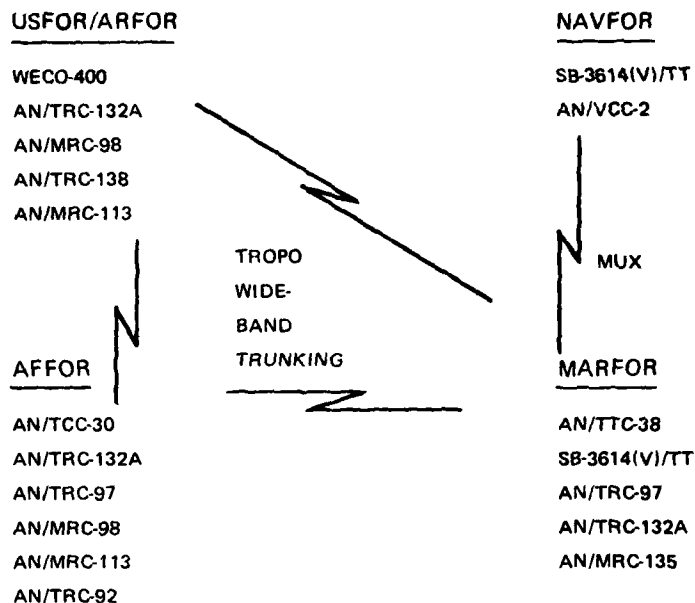 USFOR/ARFOR
WECO-400
AN/TRC-132A
AN/MRC-98
AN/TRC-138
AN/MRC-113
NAVFOR
SB-3614(V)/TT
AN/VCC-2
TROPO
WIDE-
BAND
TRUNKING
MUX
AFFOR
AN/TCC-30
AN/TRC-132A
AN/TRC-97
AN/MRC-98
AN/MRC-113
AN/TRC-92
MARFOR
AN/TTC-38
SB-3614(V)/TT
AN/TRC-97
AN/TRC-132A
AN/MRC-135